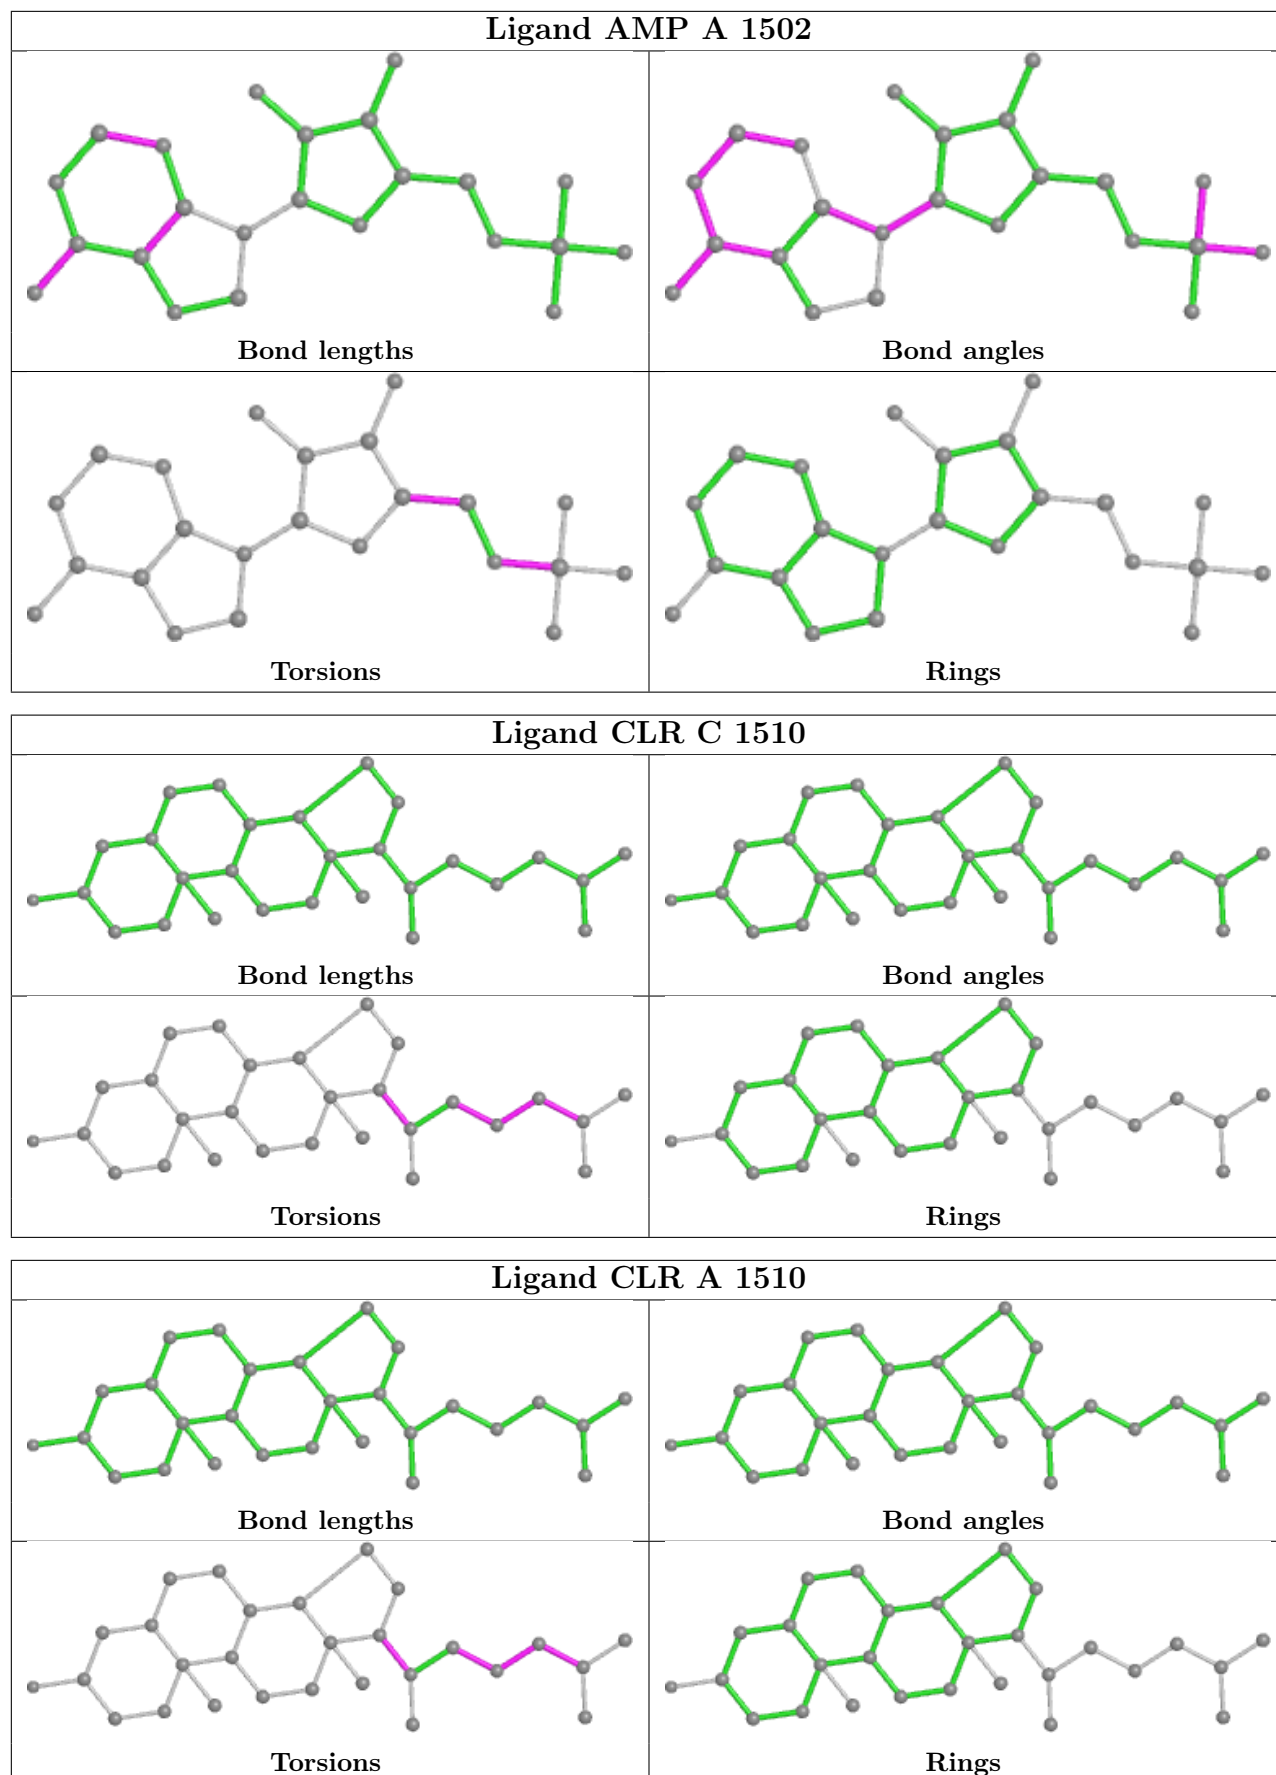 Ligand AMP A 1502
Bond lengths
Bond angles
Torsions
Rings
Ligand CLR C 1510
Bond lengths
Bond angles
Torsions
Rings
Ligand CLR A 1510
Bond lengths
Bond angles
Torsions
Rings